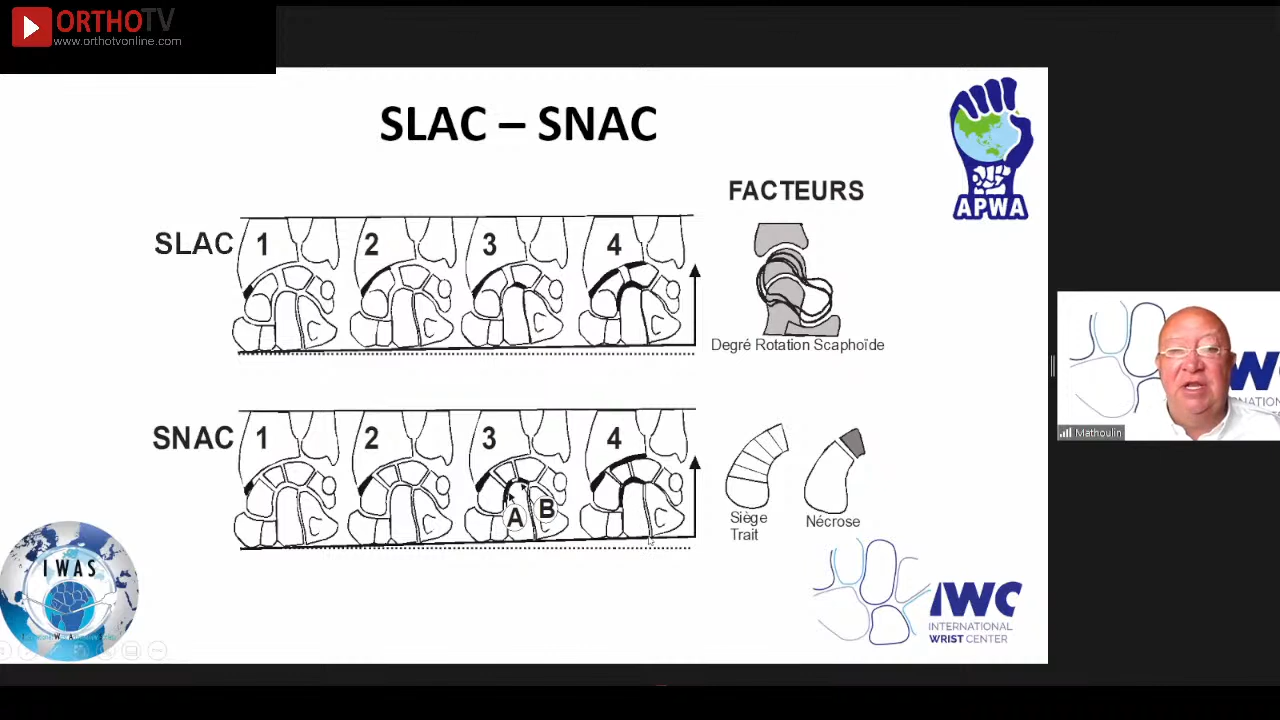 ORTHOTV
www.orthotvonline.com
SLAC – SNAC
APWA
FACTEURS
SLAC 1 2 3 4
Degré Rotation Scaphoïde
SNAC 1 2 3 4
A B
Siège
Trait
Nécrose
IWAS
IWC
INTERNATIONAL
WRIST CENTER
Mathoulin